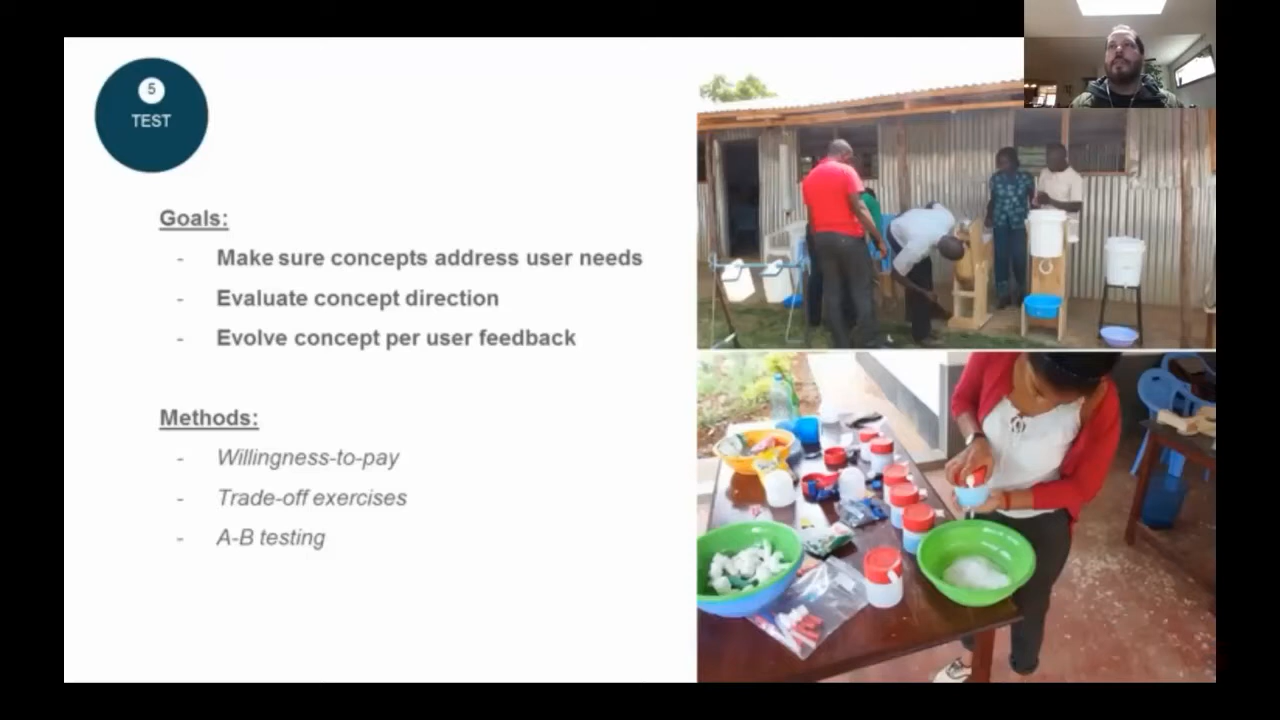 5
TEST
Goals:
- Make sure concepts address user needs
- Evaluate concept direction
- Evolve concept per user feedback
Methods:
- Willingness-to-pay
- Trade-off exercises
- A-B testing